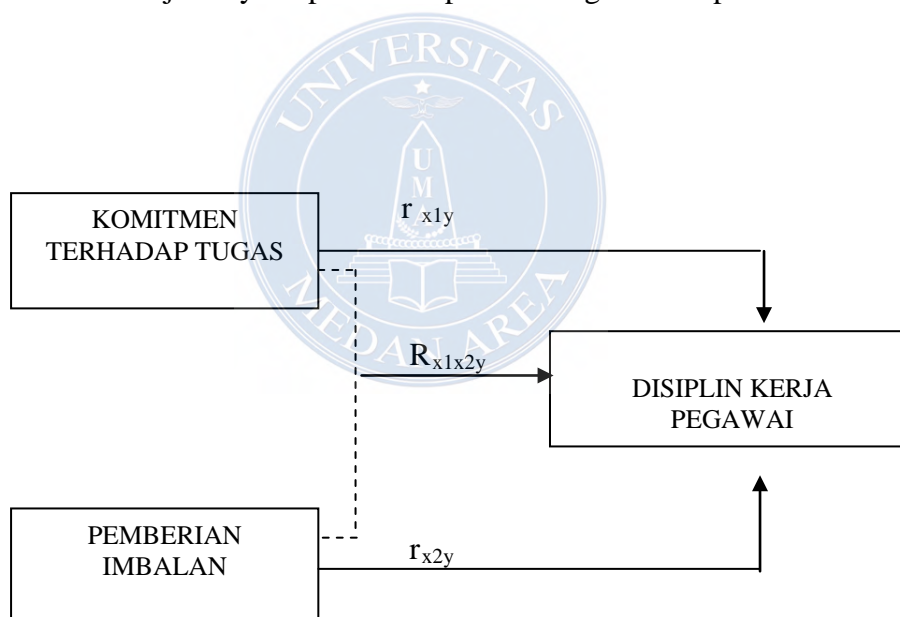 UNIVERSITAS
U
M
A
MEDAN AREA
KOMITMEN
TERHADAP TUGAS
r x1y
R x1x2y
DISIPLIN KERJA
PEGAWAI
PEMBERIAN
IMBALAN
r x2y